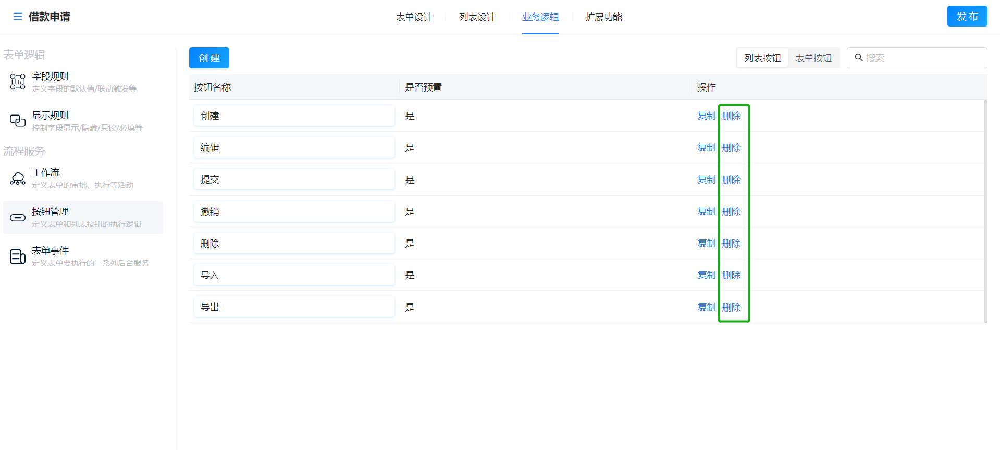 借款申请
表单设计
列表设计
业务逻辑
扩展功能
发布
表单逻辑
字段规则
定义字段的默认值/联动触发等
显示规则
控制字段显示/隐藏/只读/必填等
流程服务
工作流
定义表单的审批、执行等活动
按钮管理
定义表单和列表按钮的执行逻辑
表单事件
定义表单要执行的一系列后台服务
创建
列表按钮
表单按钮
搜索
按钮名称 是否预置 操作
创建 是 复制 删除
编辑 是 复制 删除
提交 是 复制 删除
撤销 是 复制 删除
删除 是 复制 删除
导入 是 复制 删除
导出 是 复制 删除